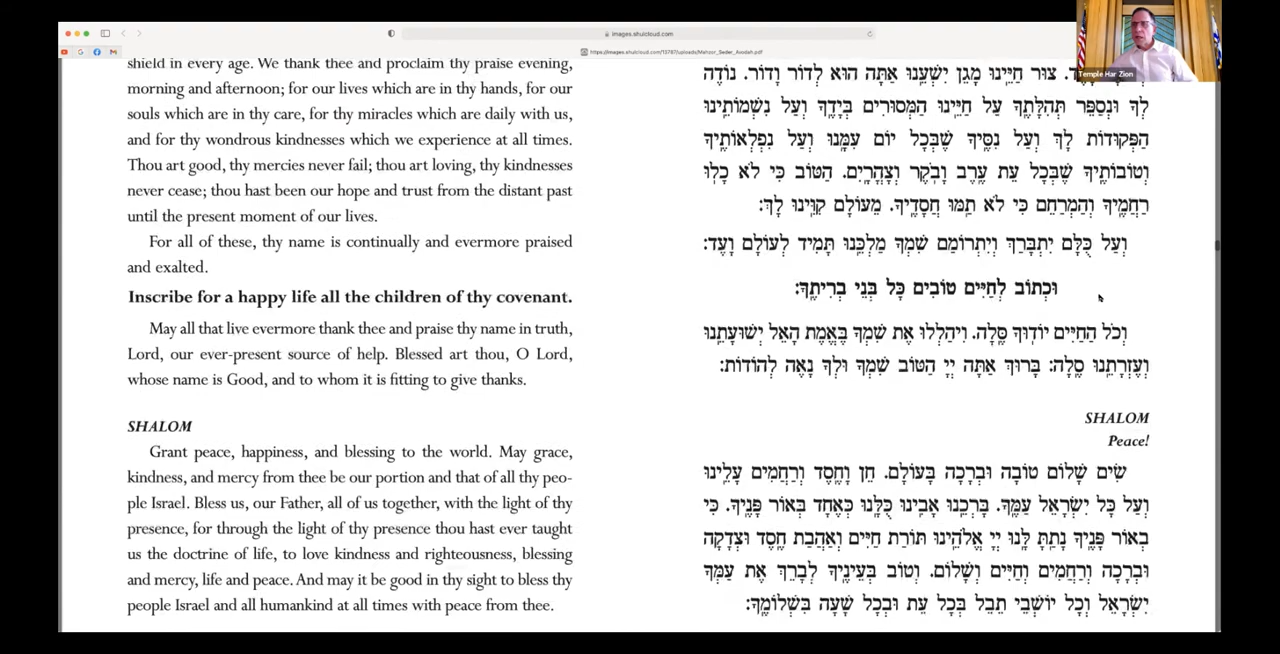 images.shulcloud.com
https://images.shulcloud.com/15787/uploads/Mahzor_Seder_Avodah.pdf
Temple Har Zion
shield in every age. We thank thee and proclaim thy praise evening,
morning and afternoon; for our lives which are in thy hands, for our
souls which are in thy care, for thy miracles which are daily with us,
and for thy wondrous kindnesses which we experience at all times.
Thou art good, thy mercies never fail; thou art loving, thy kindnesses
never cease; thou hast been our hope and trust from the distant past
until the present moment of our lives.
For all of these, thy name is continually and evermore praised
and exalted.
Inscribe for a happy life all the children of thy covenant.
May all that live evermore thank thee and praise thy name in truth,
Lord, our ever-present source of help. Blessed art thou, O Lord,
whose name is Good, and to whom it is fitting to give thanks.
SHALOM
Grant peace, happiness, and blessing to the world. May grace,
kindness, and mercy from thee be our portion and that of all thy peo-
ple Israel. Bless us, our Father, all of us together, with the light of thy
presence, for through the light of thy presence thou hast ever taught
us the doctrine of life, to love kindness and righteousness, blessing
and mercy, life and peace. And may it be good in thy sight to bless thy
people Israel and all humankind at all times with peace from thee.
צוּר חַיֵּינוּ מָגֵן יִשְׁעֵנוּ אַתָּה הוּא לְדוֹר וָדוֹר. נוֹדֶה
לְךָ וּנְסַפֵּר תְּהִלָּתֶךָ עַל חַיֵּינוּ הַמְּסוּרִים בְּיָדֶךָ וְעַל נִשְׁמוֹתֵינוּ
הַפְּקוּדוֹת לָךְ וְעַל נִסֶּיךָ שֶׁבְּכָל יוֹם עִמָּנוּ וְעַל נִפְלְאוֹתֶיךָ
וְטוֹבוֹתֶיךָ שֶׁבְּכָל עֵת עֶרֶב וָבֹקֶר וְצָהֳרָיִם. הַטּוֹב כִּי לֹא כָלוּ
רַחֲמֶיךָ וְהַמְרַחֵם כִּי לֹא תַמּוּ חֲסָדֶיךָ. מֵעוֹלָם קִוִּינוּ לָךְ:
וְעַל כֻּלָּם יִתְבָּרַךְ וְיִתְרוֹמַם שִׁמְךָ מַלְכֵּנוּ תָּמִיד לְעוֹלָם וָעֶד:
וּכְתוֹב לְחַיִּים טוֹבִים כָּל בְּנֵי בְרִיתֶךָ:
וְכֹל הַחַיִּים יוֹדוּךָ סֶּלָה. וִיהַלְלוּ אֶת שִׁמְךָ בֶּאֱמֶת הָאֵל יְשׁוּעָתֵנוּ
וְעֶזְרָתֵנוּ סֶלָה: בָּרוּךְ אַתָּה יְיָ הַטּוֹב שִׁמְךָ וּלְךָ נָאֶה לְהוֹדוֹת:
SHALOM
Peace!
שִׂים שָׁלוֹם טוֹבָה וּבְרָכָה בָּעוֹלָם. חֵן וָחֶסֶד וְרַחֲמִים עָלֵינוּ
וְעַל כָּל יִשְׂרָאֵל עַמֶּךָ. בָּרְכֵנוּ אָבִינוּ כֻּלָּנוּ כְּאֶחָד בְּאוֹר פָּנֶיךָ. כִּי
בְאוֹר פָּנֶיךָ נָתַתָּ לָּנוּ יְיָ אֱלֹהֵינוּ תּוֹרַת חַיִּים וְאַהֲבַת חֶסֶד וּצְדָקָה
וּבְרָכָה וְרַחֲמִים וְחַיִּים וְשָׁלוֹם. וְטוֹב בְּעֵינֶיךָ לְבָרֵךְ אֶת עַמְּךָ
יִשְׂרָאֵל וְכָל יוֹשְׁבֵי תֵבֵל בְּכָל עֵת וּבְכָל שָׁעָה בִּשְׁלוֹמֶךָ: